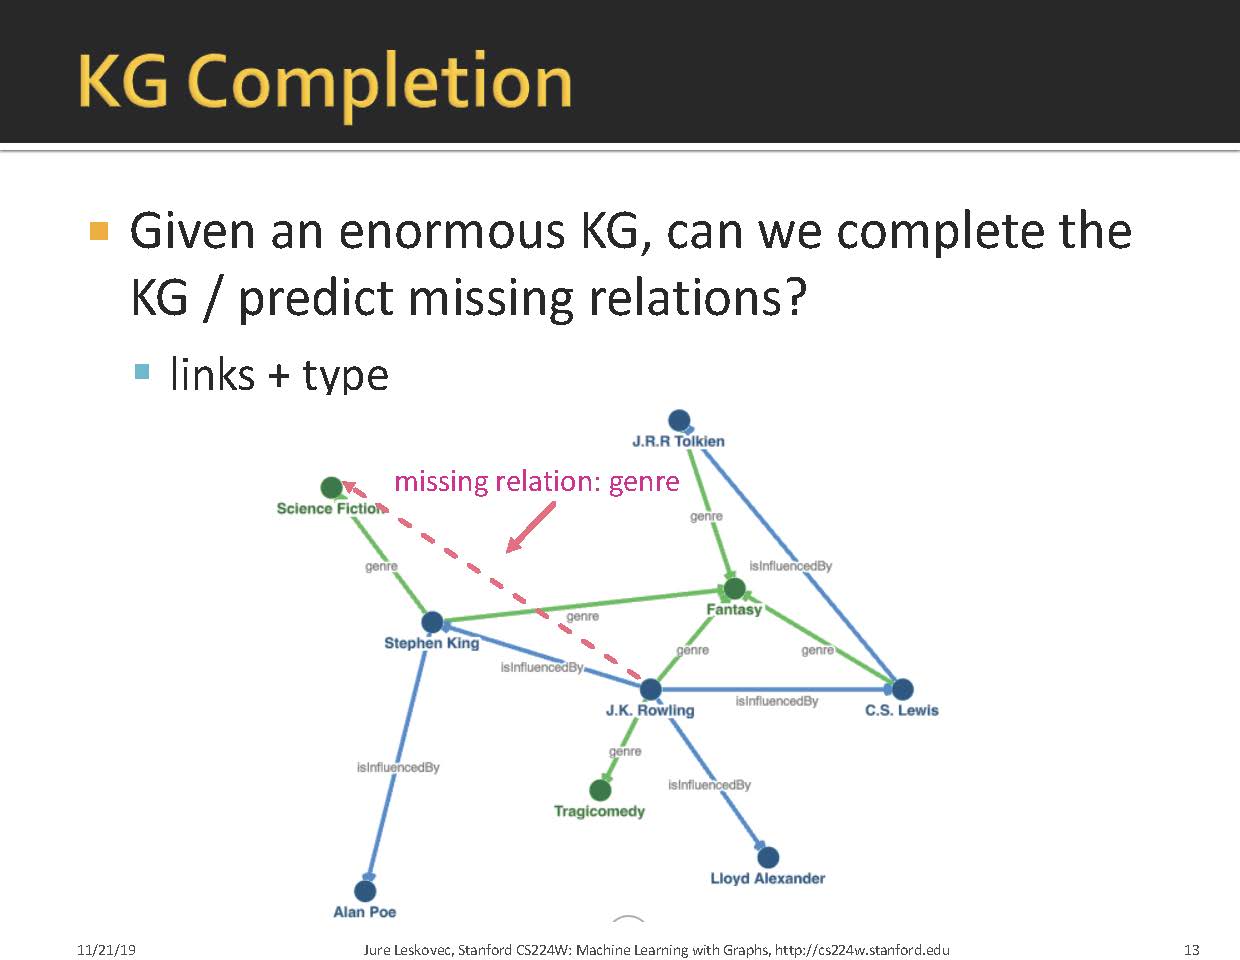 KG Completion
Given an enormous KG, can we complete the
KG / predict missing relations?
links + type
J.R.R Tolkien
missing relation: genre
Science Fiction
genre
genre
isInfluencedBy
Fantasy
genre
Stephen King
genre
genre
isInfluencedBy
J.K. Rowling
isInfluencedBy
C.S. Lewis
genre
isInfluencedBy
isInfluencedBy
Tragicomedy
Lloyd Alexander
Alan Poe
11/21/19
Jure Leskovec, Stanford CS224W: Machine Learning with Graphs, http://cs224w.stanford.edu
13